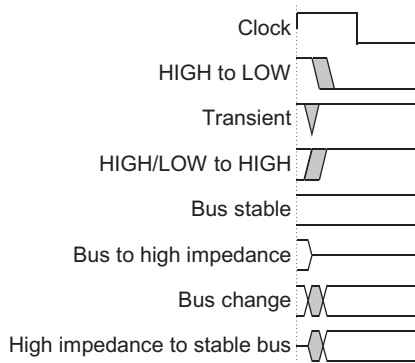 Clock
HIGH to LOW
Transient
HIGH/LOW to HIGH
Bus stable
Bus to high impedance
Bus change
High impedance to stable bus